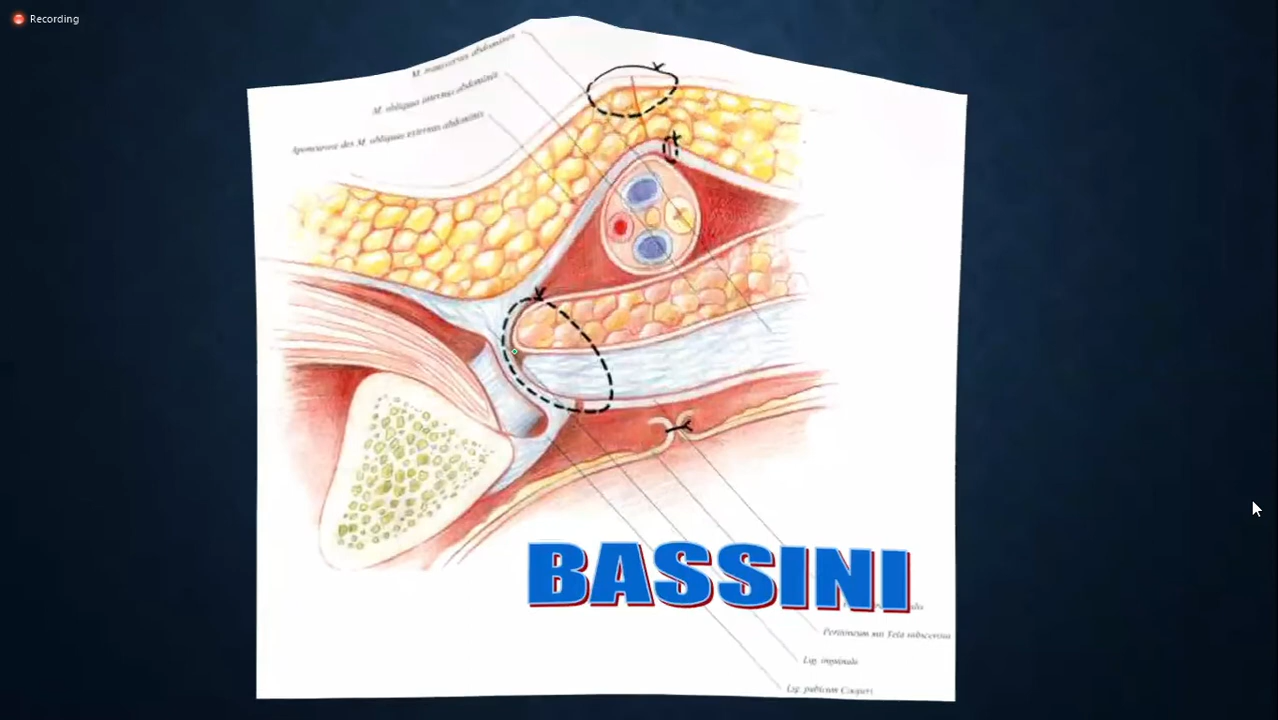 Recording
M. transversus abdominis
M. obliquus internus abdominis
Aponeurose des M. obliquus externus abdominis
BASSINI
Peritoneum mit Tela subserosa
Lig. inguinale
Lig. pubicum Cooperi